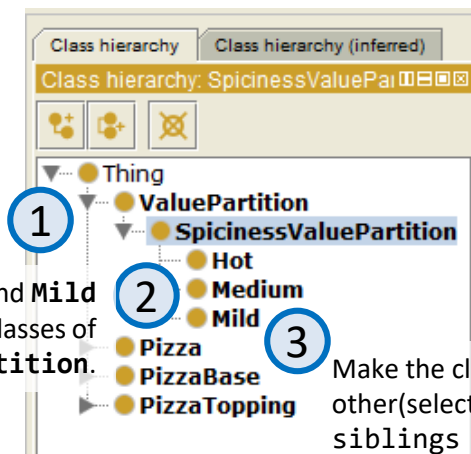 Class hierarchy Class hierarchy (inferred)
Class hierarchy: SpicinessValuePar
Thing
1
ValuePartition
SpicinessValuePartition
Hot
nd Mild
2
Medium
lasses of
Mild
3
tition.
Pizza
PizzaBase
Make the cl
PizzaTopping
other(select
siblings